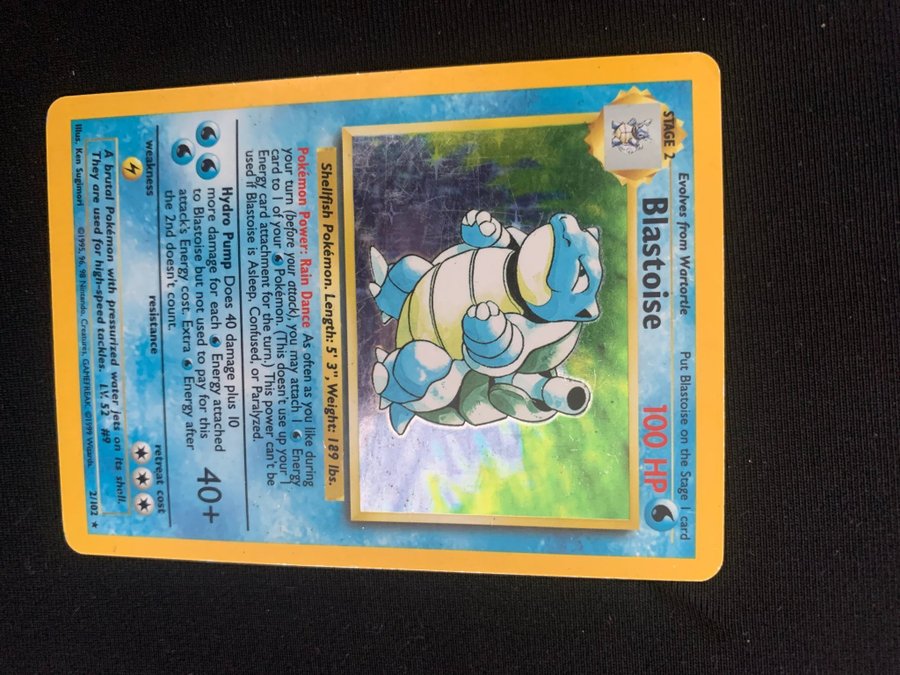 Evolves from Wartortle Put Blastoise on the Stage 1 card
STAGE 2
Blastoise 100 HP
Shellfish Pokémon. Length: 5' 3", Weight: 189 lbs.
Pokémon Power: Rain Dance As often as you like during
your turn (before your attack), you may attach 1 Energy
card to 1 of your Pokémon. (This doesn't use up your 1
Energy card attachment for the turn.) This power can't be
used if Blastoise is Asleep, Confused, or Paralyzed.
Hydro Pump Does 40 damage plus 10
more damage for each Energy attached
to Blastoise but not used to pay for this
attack's Energy cost. Extra Energy after
the 2nd doesn't count.
40+
weakness resistance retreat cost
A brutal Pokémon with pressurized water jets on its shell.
They are used for high-speed tackles. LV. 52 #9
Illus. Ken Sugimori ©1995, 96, 98 Nintendo, Creatures, GAMEFREAK. ©1999 Wizards. 2/102 ★